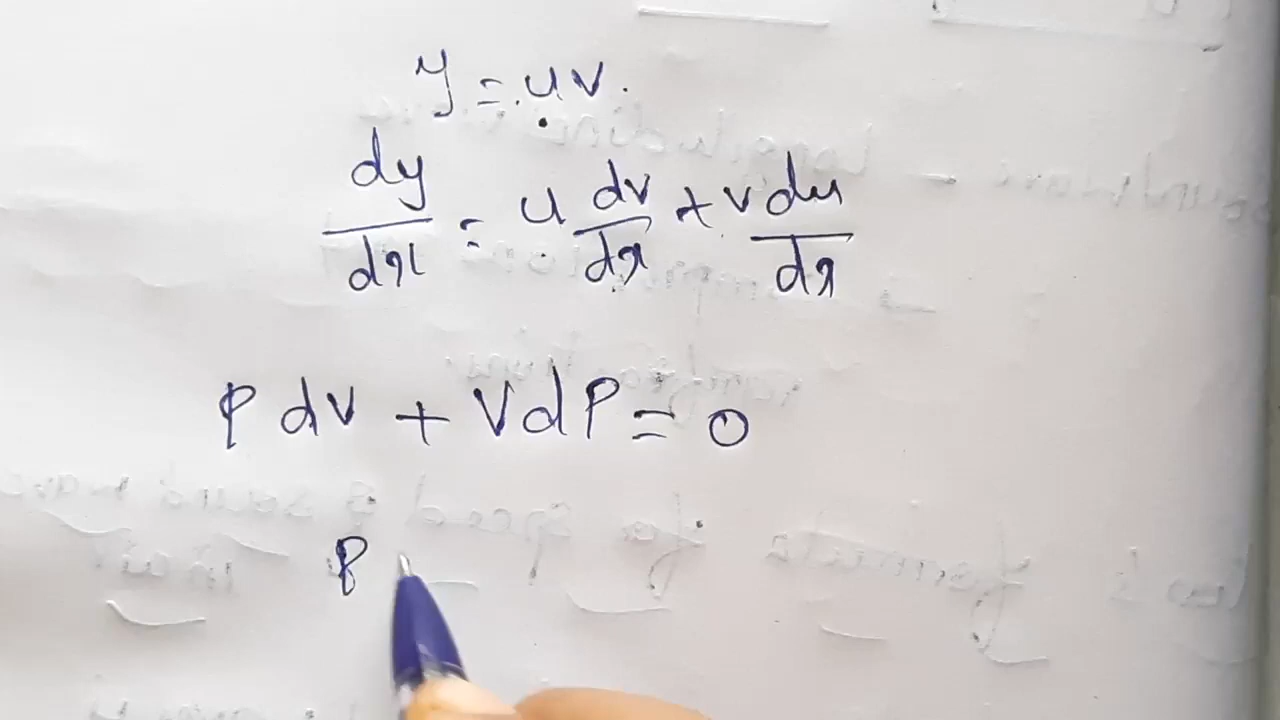 y = uv.
dy/dx = u dv/dx + v du/dx
P dV + V dP = 0
P